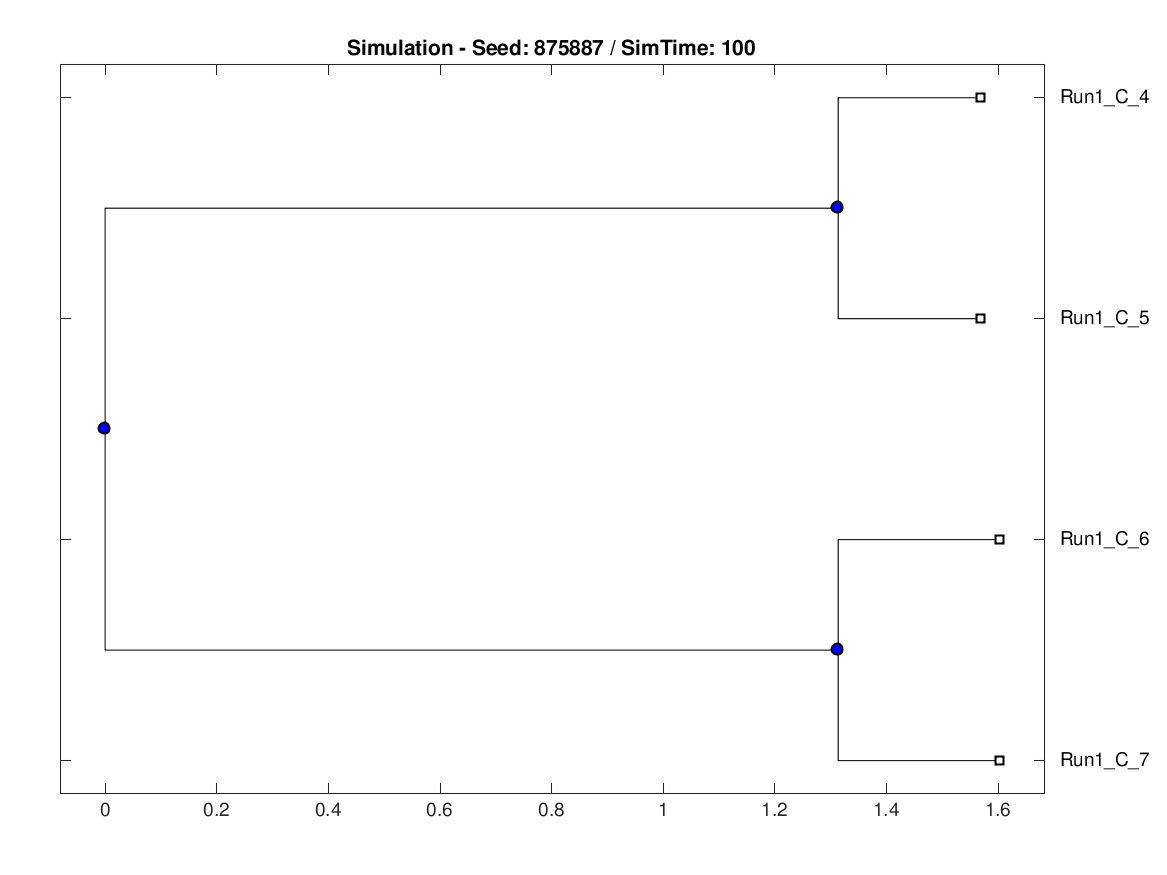 Simulation - Seed: 875887 / SimTime: 100
Run1_C_4
Run1_C_5
Run1_C_6
Run1_C_7
0 0.2 0.4 0.6 0.8 1 1.2 1.4 1.6